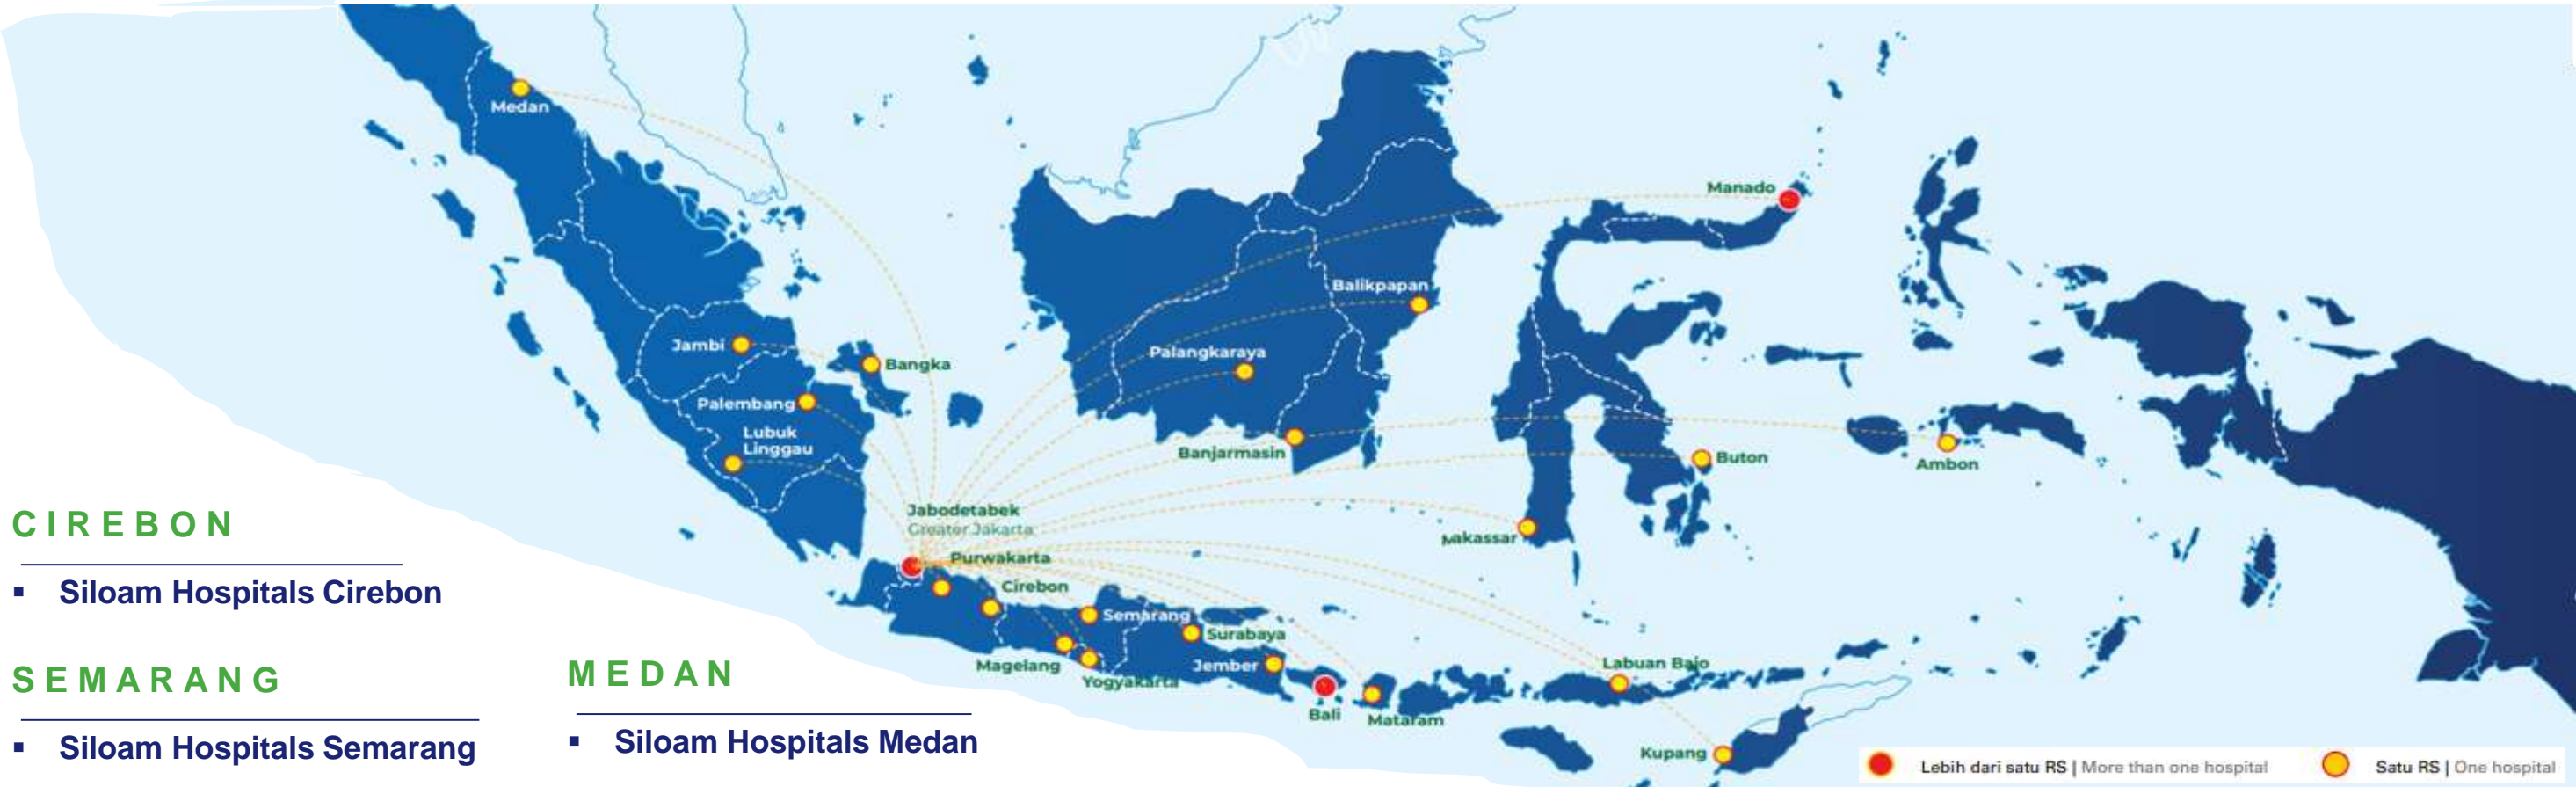 Medan
Manado
Balikpapan
Jambi
Bangka
Palangkaraya
Palembang
Lubuk
Linggau
Banjarmasin
Buton
Ambon
Jabodetabek
Greater Jakarta
Makassar
Purwakarta
Cirebon
Semarang
Surabaya
Magelang
Jember
Yogyakarta
Labuan Bajo
Bali
Mataram
Kupang
CIREBON
▪ Siloam Hospitals Cirebon
SEMARANG
▪ Siloam Hospitals Semarang
MEDAN
▪ Siloam Hospitals Medan
Lebih dari satu RS | More than one hospital
Satu RS | One hospital